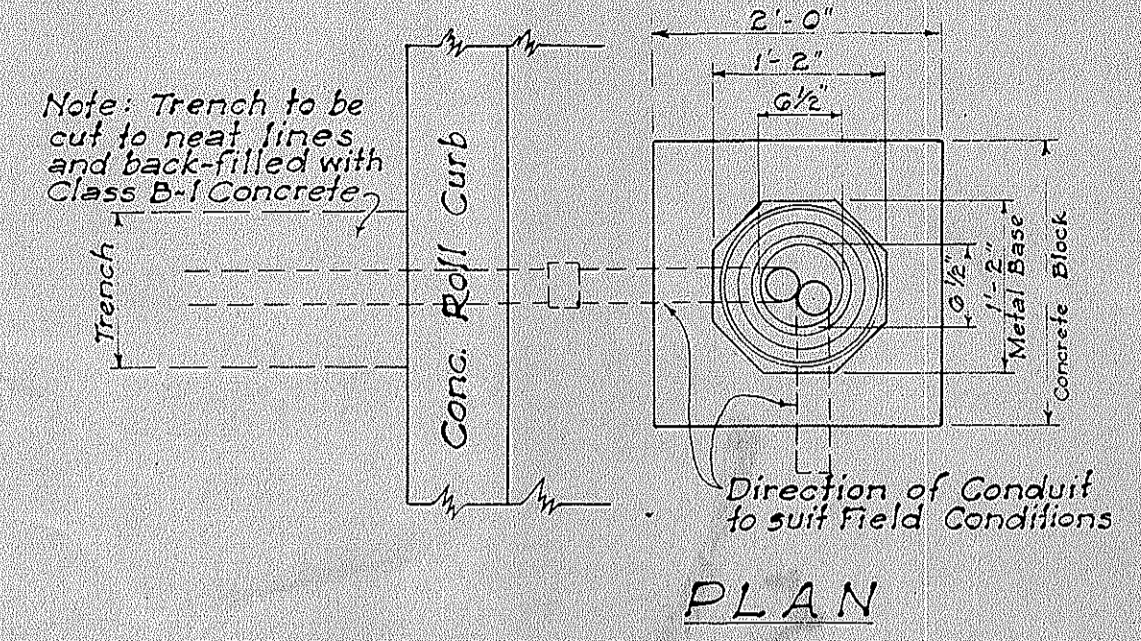 2'-0"
1'-2"
6½"
Note: Trench to be
cut to neat lines
and back-filled with
Class B-1 Concrete
Trench
Conc. Roll Curb
6½"
1'-2"
Metal Base
Concrete Block
Direction of Conduit
to suit Field Conditions
PLAN